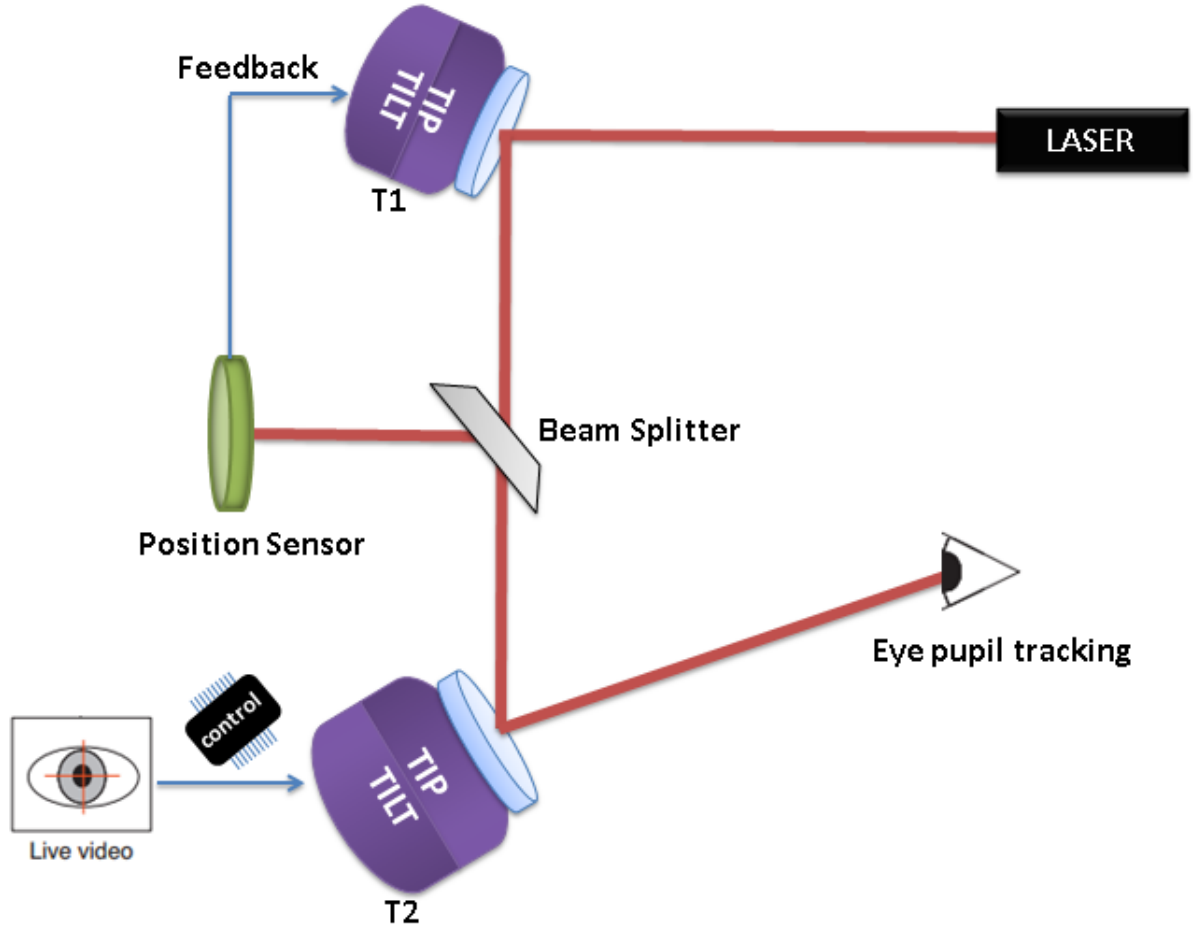 Feedback
TIP
TILT
T1
LASER
Beam Splitter
Position Sensor
Eye pupil tracking
control
TIP
TILT
Live video
T2